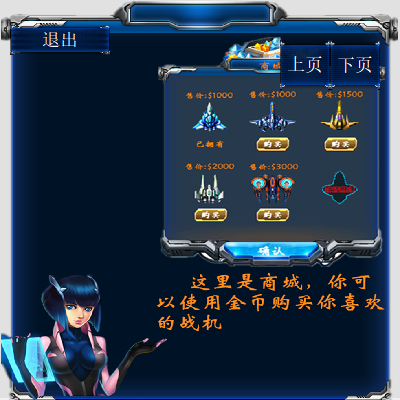 退出
商城
上页 下页
售价:$1000 售价:$1000 售价:$1500
已拥有 购买 购买
售价:$2000 售价:$3000
购买 购买
确认
这里是商城，你可
以使用金币购买你喜欢
的战机